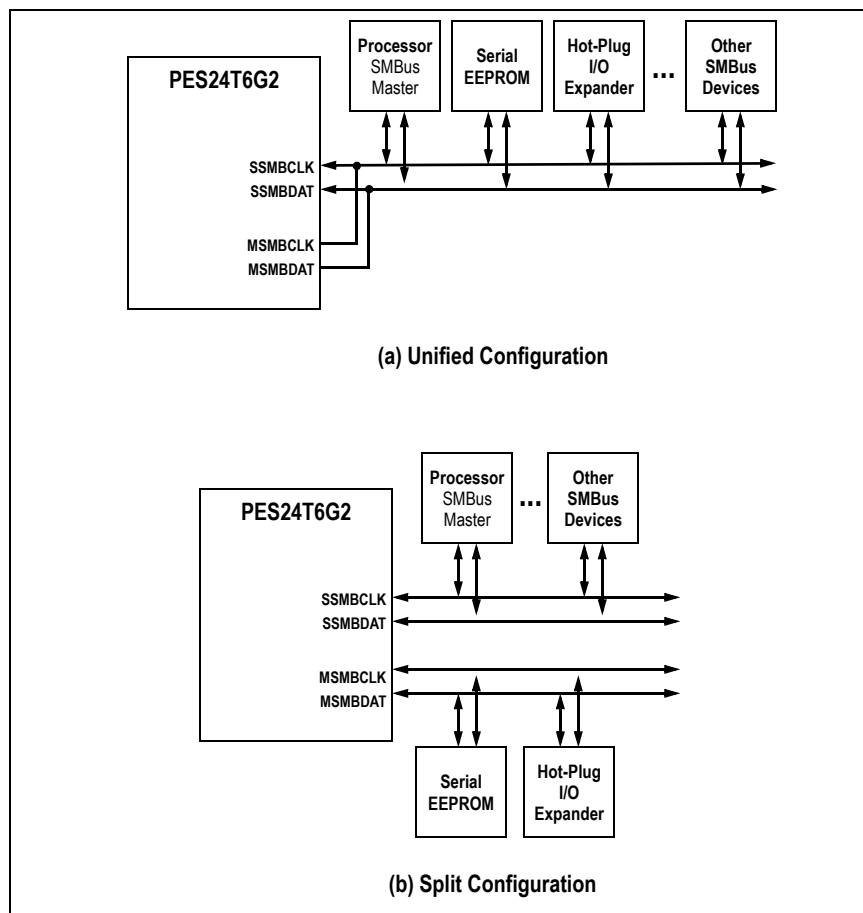 Processor
SMBus
Master
Serial
EEPROM
Hot-Plug
I/O
Expander
...
Other
SMBus
Devices
PES24T6G2
SSMBCLK
SSMBDAT
MSMBCLK
MSMBDAT
(a) Unified Configuration
Processor
SMBus
Master
...
Other
SMBus
Devices
PES24T6G2
SSMBCLK
SSMBDAT
MSMBCLK
MSMBDAT
Serial
EEPROM
Hot-Plug
I/O
Expander
(b) Split Configuration